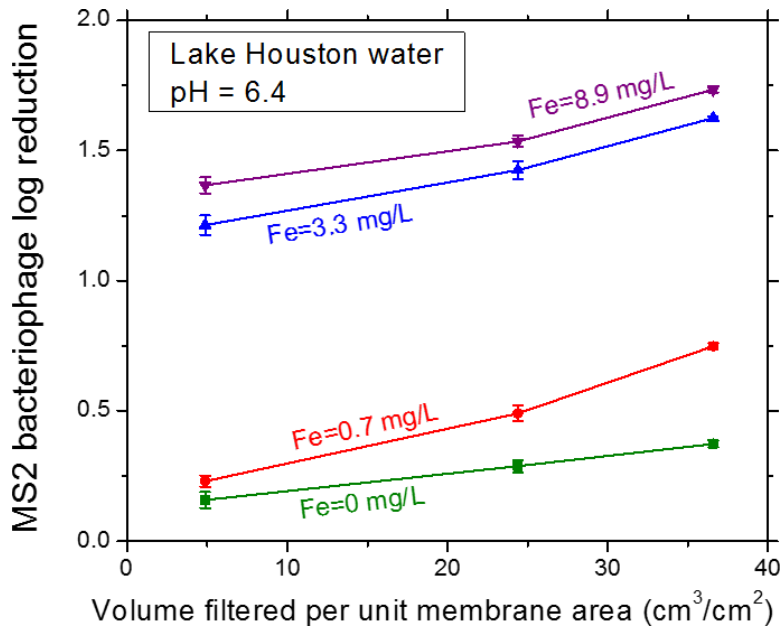 2.0
Lake Houston water
pH = 6.4
Fe=8.9 mg/L
1.5
Fe=3.3 mg/L
MS2 bacteriophage log reduction
1.0
0.5
Fe=0.7 mg/L
Fe=0 mg/L
0.0
0 10 20 30 40
Volume filtered per unit membrane area (cm³/cm²)